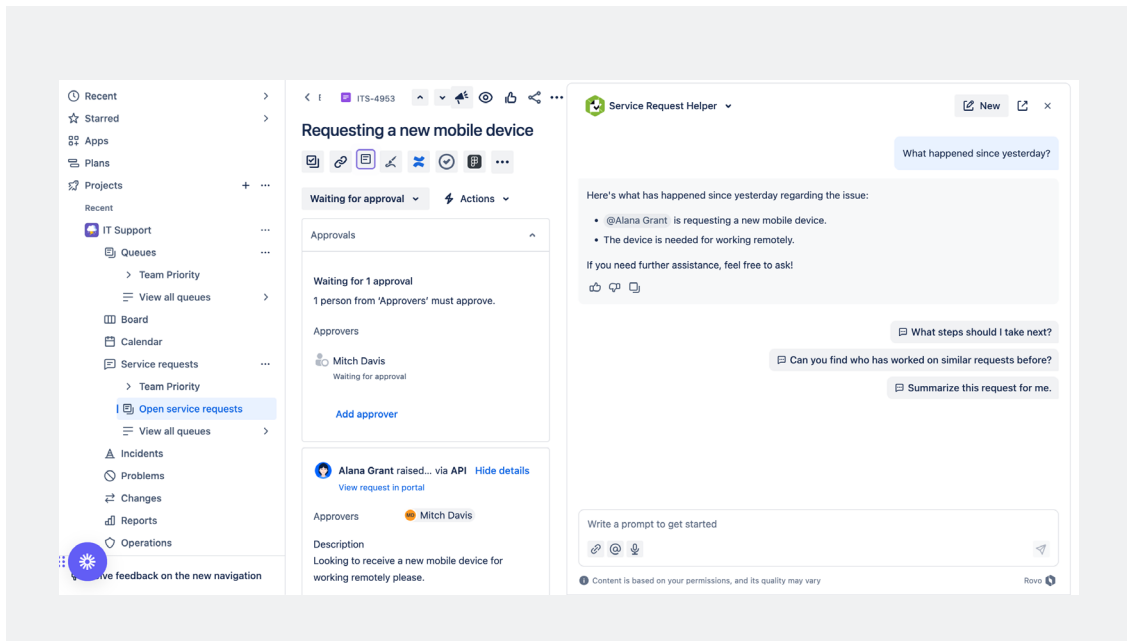 Recent
Starred
Apps
Plans
Projects
Recent
IT Support
Queues
Team Priority
View all queues
Board
Calendar
Service requests
Team Priority
Open service requests
View all queues
Incidents
Problems
Changes
Reports
Operations
ve feedback on the new navigation
ITS-4953
Requesting a new mobile device
Waiting for approval
Actions
Approvals
Waiting for 1 approval
1 person from ‘Approvers’ must approve.
Approvers
Mitch Davis
Waiting for approval
Add approver
Alana Grant raised... via API Hide details
View request in portal
Approvers MD Mitch Davis
Description
Looking to receive a new mobile device for
working remotely please.
Service Request Helper
New
What happened since yesterday?
Here's what has happened since yesterday regarding the issue:
• @Alana Grant is requesting a new mobile device.
• The device is needed for working remotely.
If you need further assistance, feel free to ask!
What steps should I take next?
Can you find who has worked on similar requests before?
Summarize this request for me.
Write a prompt to get started
Content is based on your permissions, and its quality may vary
Rovo